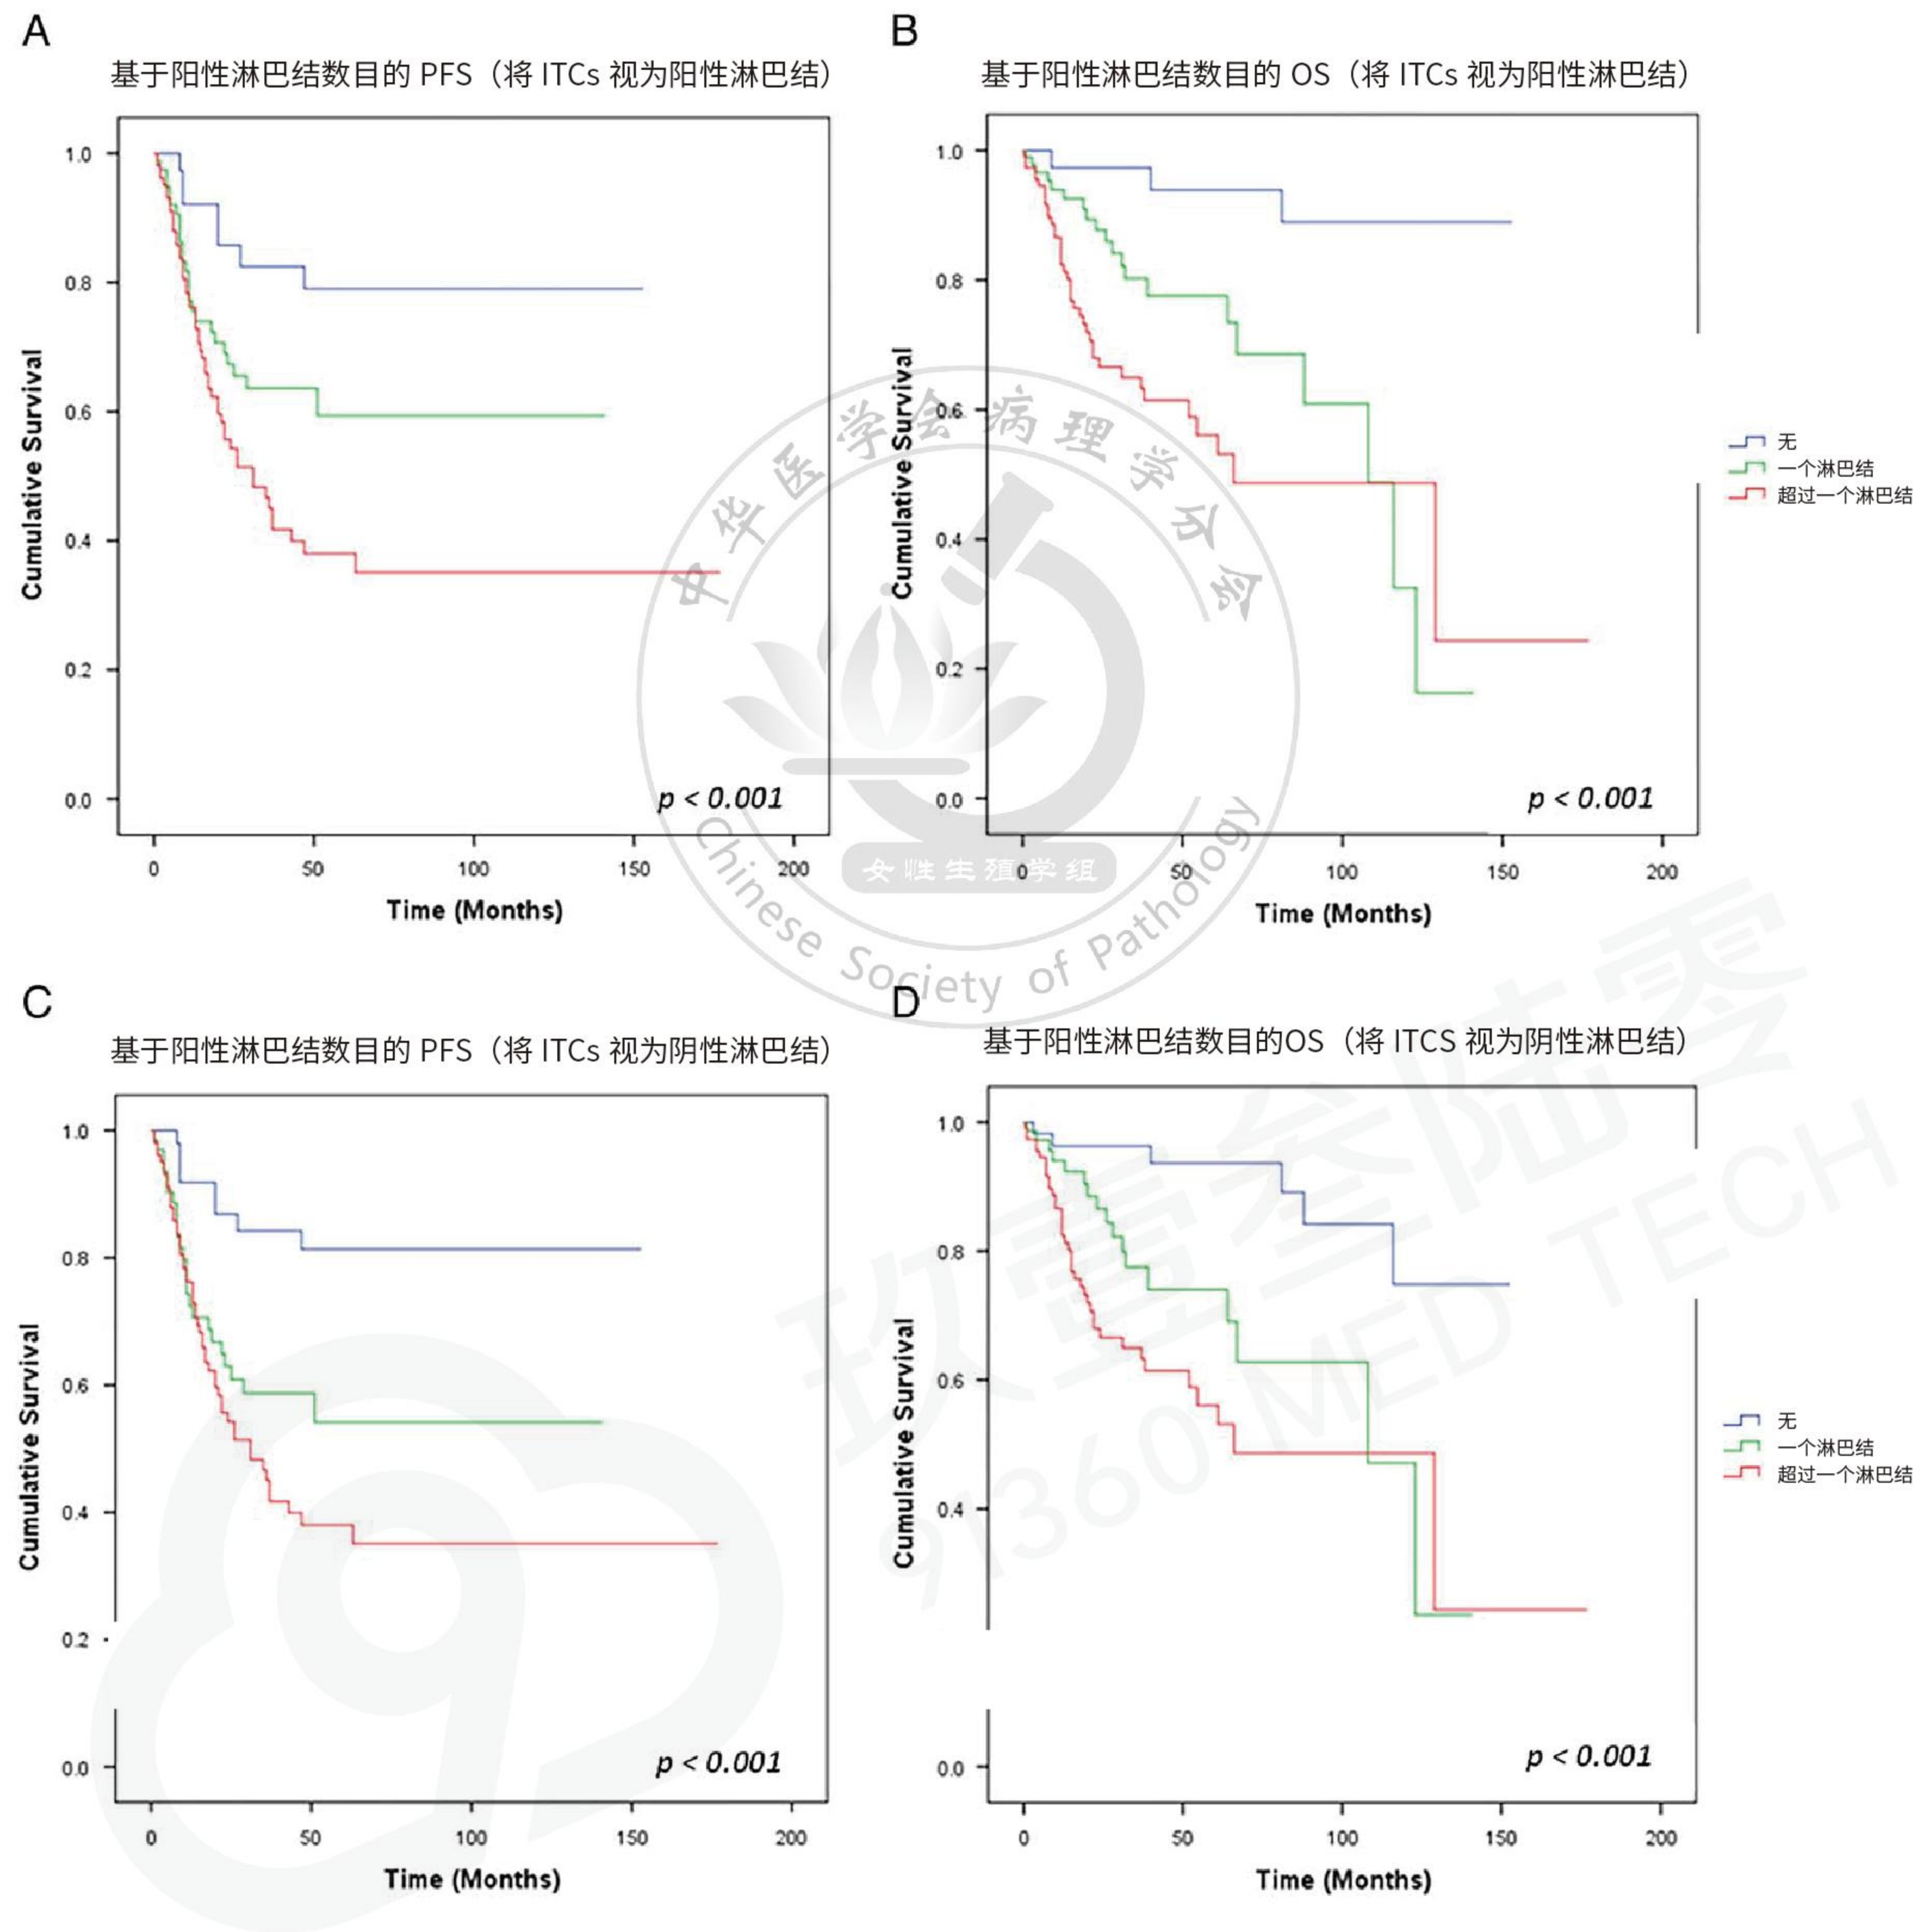 A
基于阳性淋巴结数目的 PFS（将 ITCs 视为阳性淋巴结）
Cumulative Survival
1.0
0.8
0.6
0.4
0.2
0.0
p < 0.001
0 50 100 150 200
Time (Months)
B
基于阳性淋巴结数目的 OS（将 ITCs 视为阳性淋巴结）
Cumulative Survival
1.0
0.8
0.6
0.4
0.2
0.0
p < 0.001
0 50 100 150 200
Time (Months)
无
一个淋巴结
超过一个淋巴结
中华医学会病理学分会
女性生殖学组
Chinese Society of Pathology
C
基于阳性淋巴结数目的 PFS（将 ITCs 视为阴性淋巴结）
Cumulative Survival
1.0
0.8
0.6
0.4
0.2
0.0
p < 0.001
0 50 100 150 200
Time (Months)
D
基于阳性淋巴结数目的OS（将 ITCS 视为阴性淋巴结）
Cumulative Survival
1.0
0.8
0.6
0.4
0.0
p < 0.001
0 50 100 150 200
Time (Months)
无
一个淋巴结
超过一个淋巴结
玖壹叁陆零
91360 MED TECH